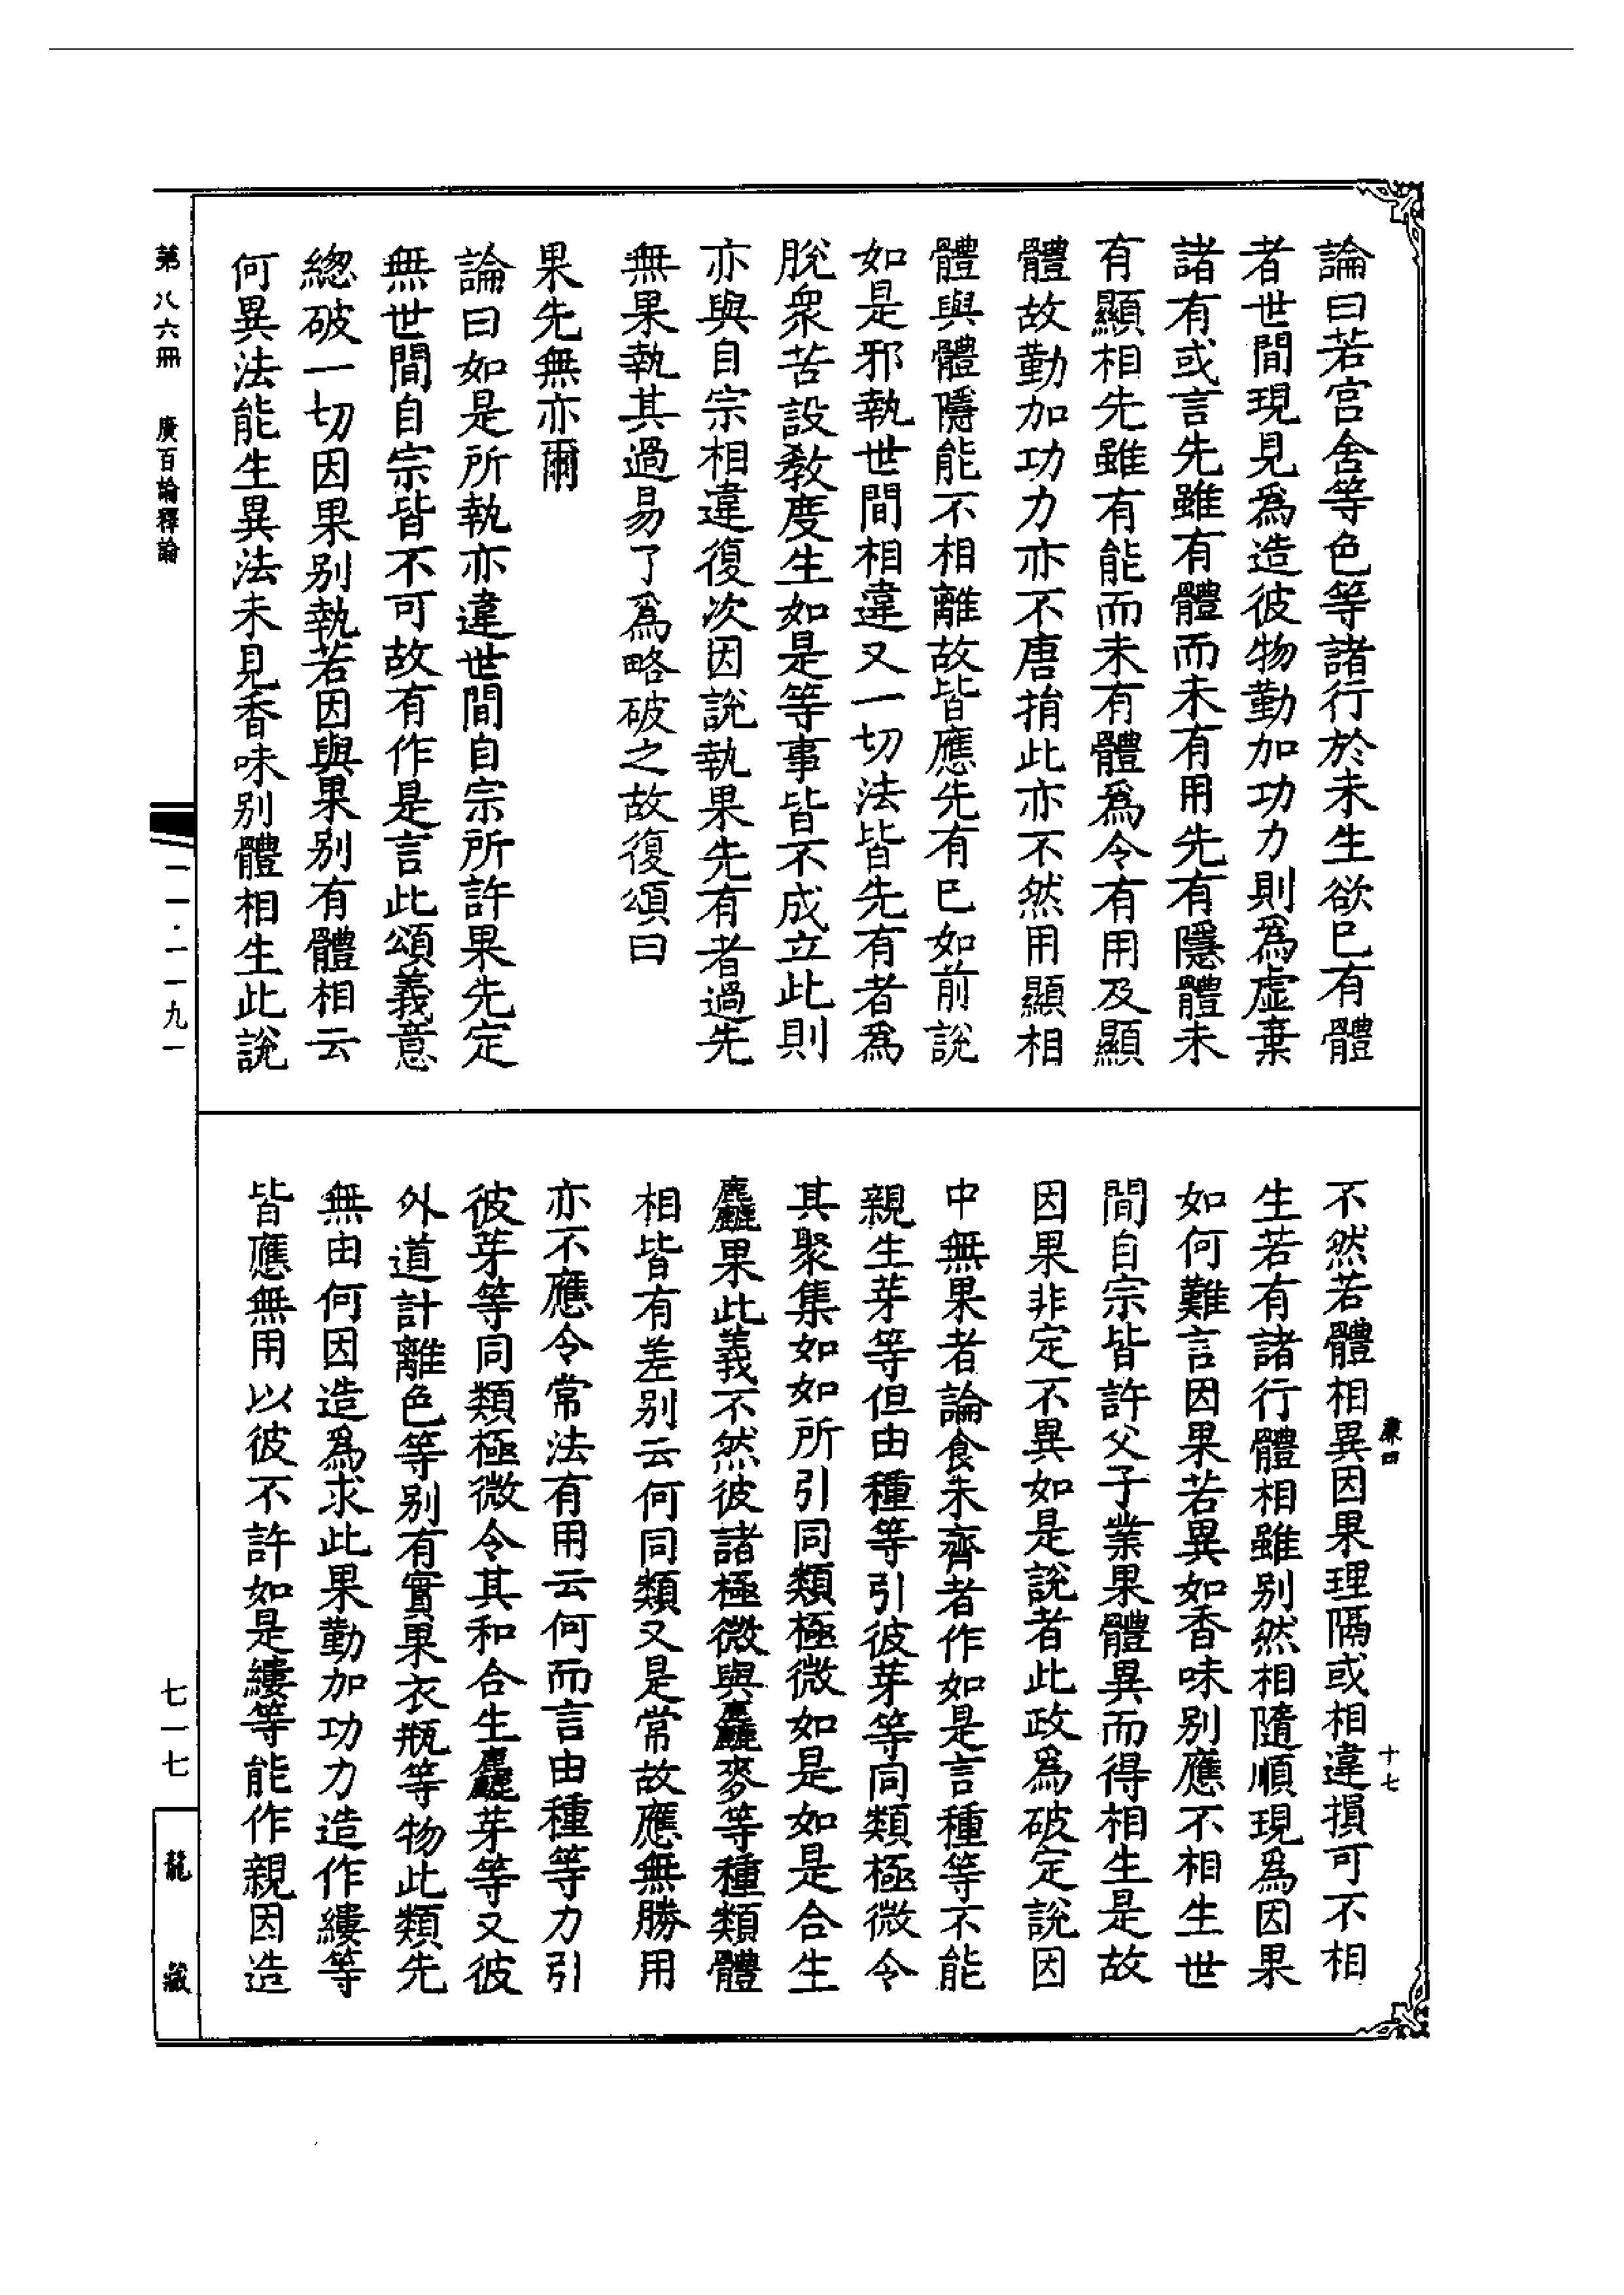 論曰若宫舍等色等諸行於未生欲已有體
者世間現見爲造彼物勤加功力則爲虛棄
諸有或言先雖有體而未有用先有隱體未
有顯相先雖有能而未有體爲令有用及顯
體故勤加功力亦不唐捐此亦不然用顯相
體與體隱能不相離故皆應先有已如前說
如是邪執世間相違又一切法皆先有者爲
脫衆苦設教度生如是等事皆不成立此則
亦與自宗相違復次因說執果先有者過先
無果執其過易了爲略破之故復頌曰
果先無亦爾
論曰如是所執亦違世間自宗所許果先定
無世間自宗皆不可故有作是言此頌義意
總破一切因果別執若因與果別有體相云
何異法能生異法未見香味別體相生此說
不然若體相異因果理隔或相違損可不相
生若有諸行體相雖別然相隨順現爲因果
如何難言因果若異如香味別應不相生世
間自宗皆許父子業果體異而得相生是故
因果非定不異如是說者此政爲破定說因
中無果者論食米齊者作如是言種等不能
親生芽等但由種等引彼芽等同類極微令
其聚集如如所引同類極微如是如是合生
麤果此義不然彼諸極微與麤麥等種類體
相皆有差別云何同類又是常故應無勝用
亦不應令常法有用云何而言由種等力引
彼芽等同類極微令其和合生麤芽等又彼
外道計離色等別有實果衣瓶等物此類先
無由何因造爲求此果勤加功力造作縷等
皆應無用以彼不許如是縷等能作親因造
廉四
十七
第八六冊
廣百論釋論
一一·一一九一
七一七
龍藏